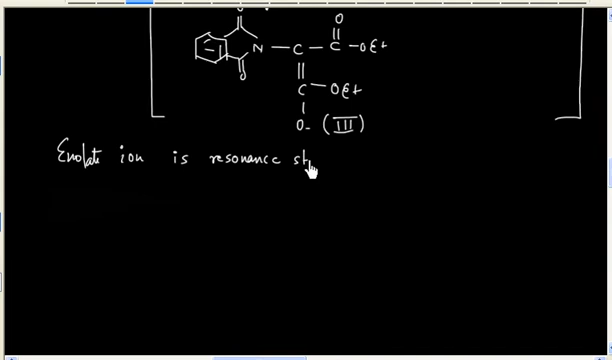 O O
N — C — C — OEt
C — OEt
O
O- (III)
Enolate ion is resonance st